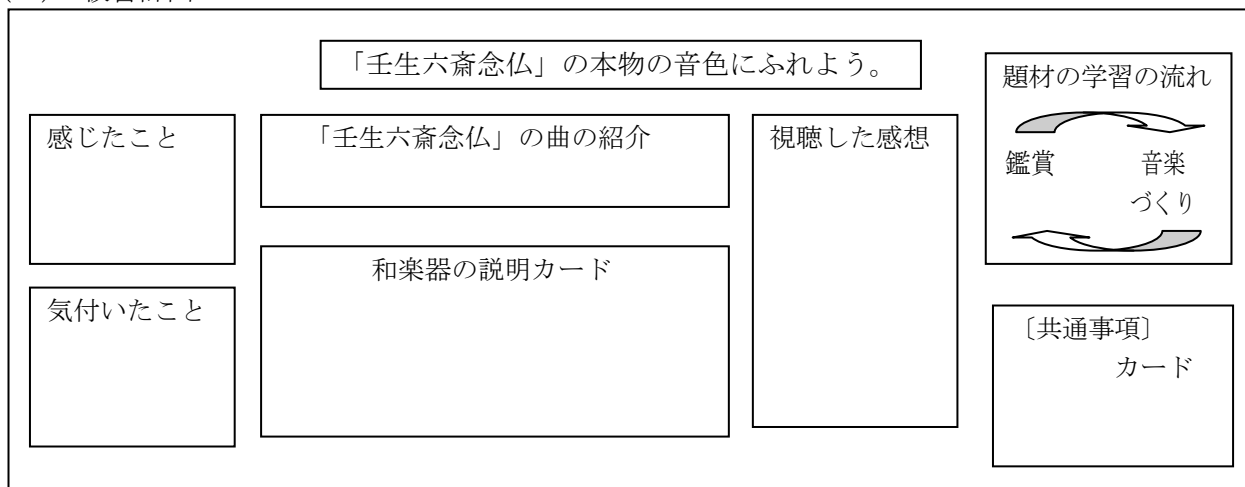 「壬生六斎念仏」の本物の音色にふれよう。
感じたこと
気付いたこと
「壬生六斎念仏」の曲の紹介
和楽器の説明カード
視聴した感想
題材の学習の流れ
鑑賞 音楽
づくり
〔共通事項〕
カード